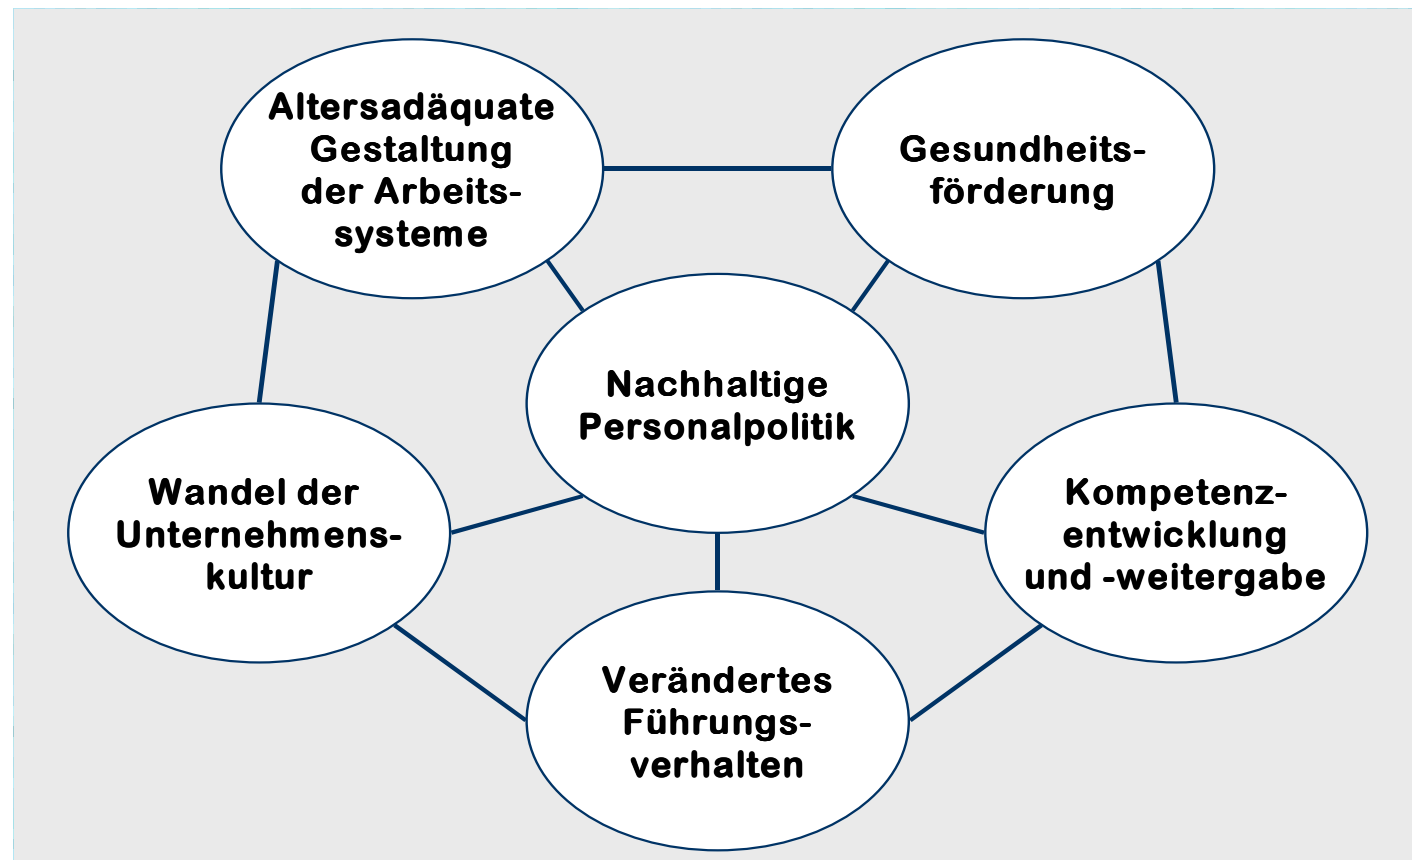 Altersadäquate
Gestaltung
der Arbeits-
systeme
Gesundheits-
förderung
Nachhaltige
Personalpolitik
Wandel der
Unternehmens-
kultur
Kompetenz-
entwicklung
und -weitergabe
Verändertes
Führungs-
verhalten